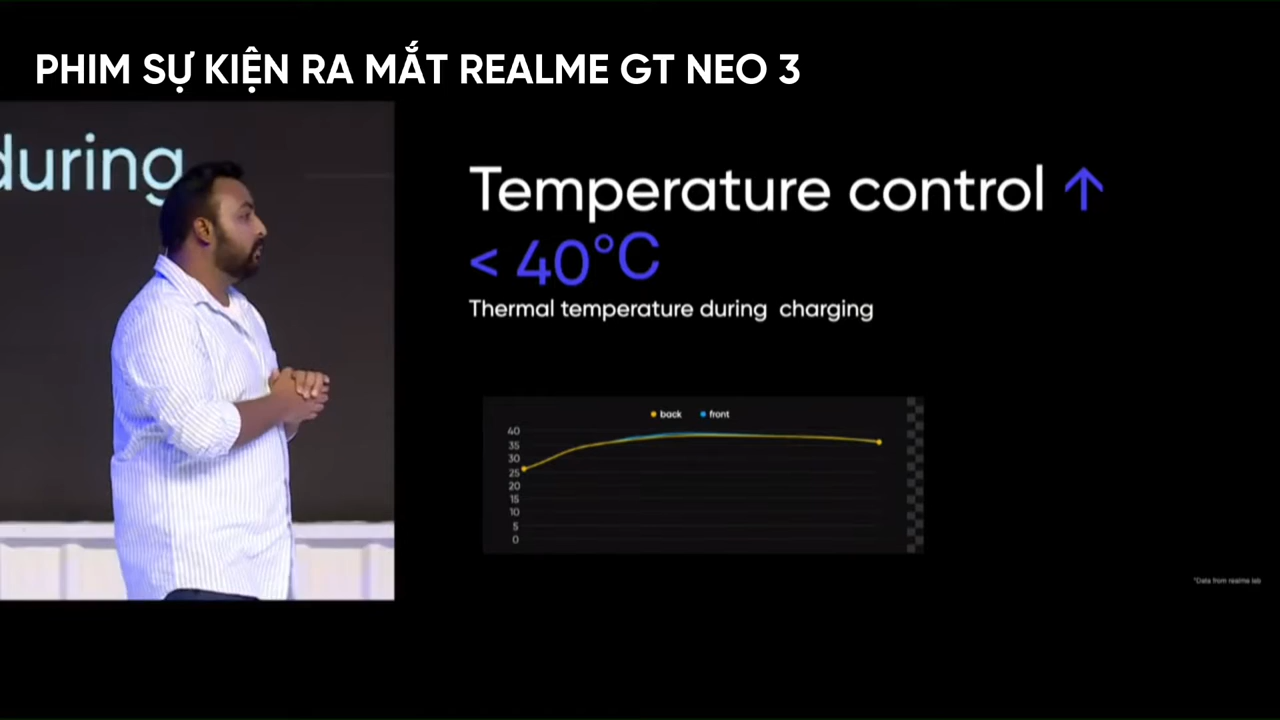 PHIM SỰ KIỆN RA MẮT REALME GT NEO 3
during
Temperature control ↑
< 40°C
Thermal temperature during charging
back front
40
35
30
25
20
15
10
5
0
*Data from realme lab